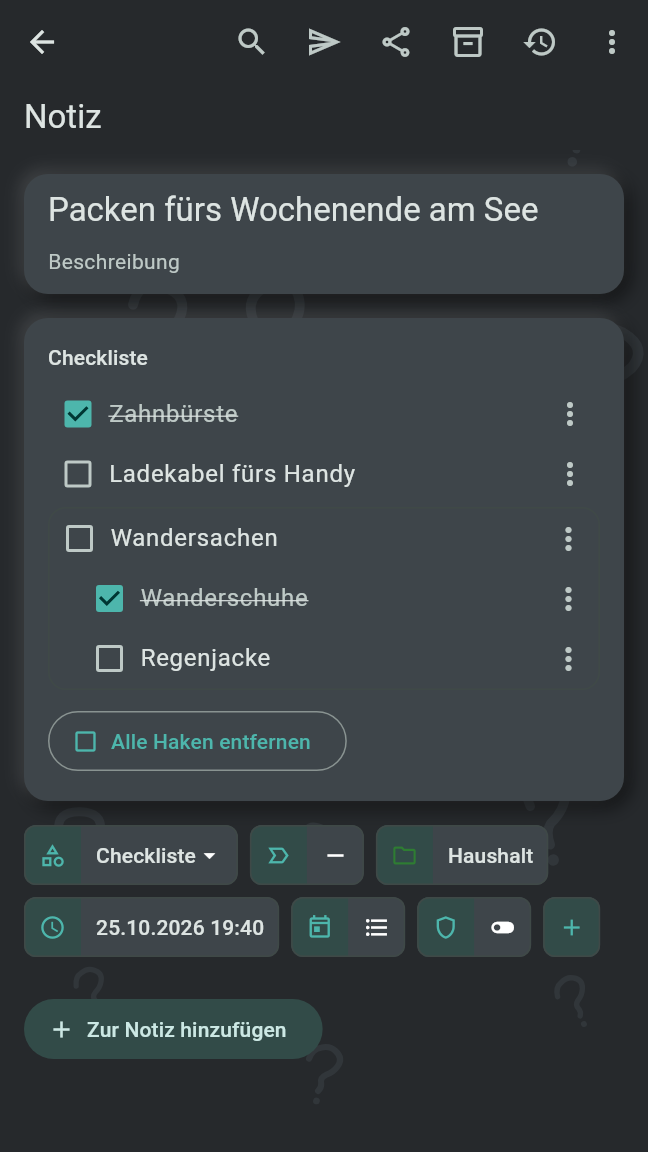 Notiz
Packen fürs Wochenende am See
Beschreibung
Checkliste
Zahnbürste
Ladekabel fürs Handy
Wandersachen
Wanderschuhe
Regenjacke
Alle Haken entfernen
Checkliste
Haushalt
25.10.2026 19:40
Zur Notiz hinzufügen